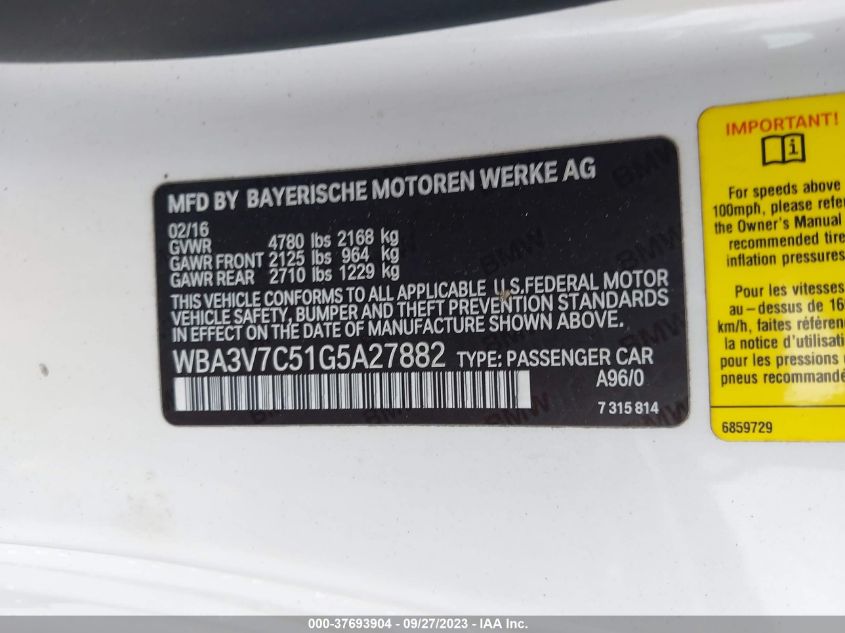 MFD BY BAYERISCHE MOTOREN WERKE AG
02/16
GVWR 4780 lbs 2168 kg
GAWR FRONT 2125 lbs 964 kg
GAWR REAR 2710 lbs 1229 kg
THIS VEHICLE CONFORMS TO ALL APPLICABLE U.S.FEDERAL MOTOR
VEHICLE SAFETY, BUMPER AND THEFT PREVENTION STANDARDS
IN EFFECT ON THE DATE OF MANUFACTURE SHOWN ABOVE.
WBA3V7C51G5A27882 TYPE: PASSENGER CAR
A96/0
7 315 814
BMW
BMW
BMW
IMPORTANT!
For speeds above
100mph, please refer
the Owner's Manual
recommended tire
inflation pressures
Pour les vitesses
au-dessus de 16
km/h, faites référen
la notice d'utilisati
pour les pressions
pneus recommandé
6859729
000-37693904 - 09/27/2023 - IAA Inc.